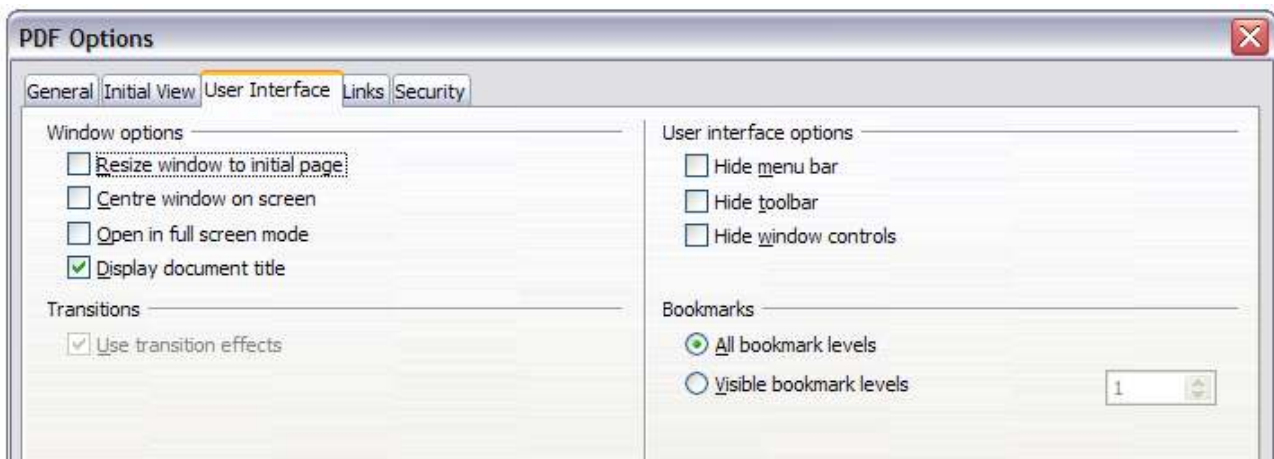 PDF Options
General Initial View User Interface Links Security
Window options
Resize window to initial page
Centre window on screen
Open in full screen mode
Display document title
Transitions
Use transition effects
User interface options
Hide menu bar
Hide toolbar
Hide window controls
Bookmarks
All bookmark levels
Visible bookmark levels 1